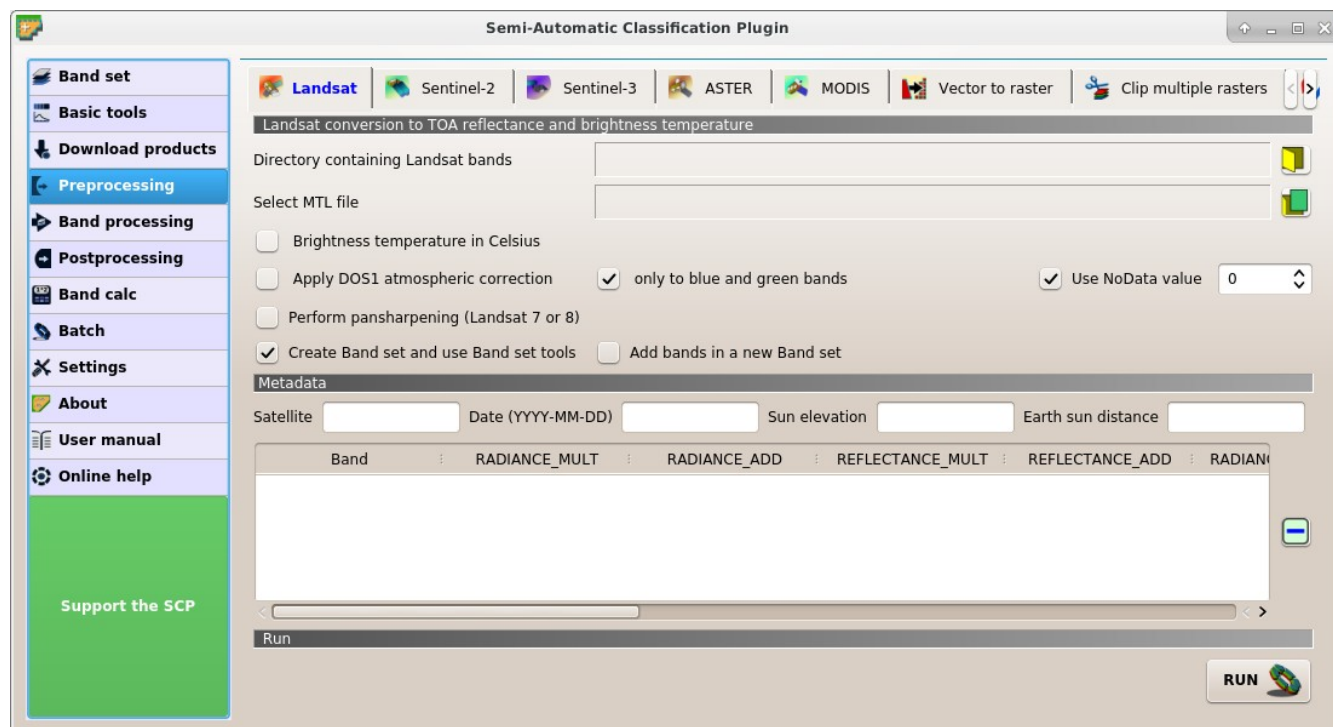 Semi-Automatic Classification Plugin
Band set
Basic tools
Download products
Preprocessing
Band processing
Postprocessing
Band calc
Batch
Settings
About
User manual
Online help
Support the SCP
Landsat Sentinel-2 Sentinel-3 ASTER MODIS Vector to raster Clip multiple rasters
Landsat conversion to TOA reflectance and brightness temperature
Directory containing Landsat bands
Select MTL file
Brightness temperature in Celsius
Apply DOS1 atmospheric correction only to blue and green bands Use NoData value 0
Perform pansharpening (Landsat 7 or 8)
Create Band set and use Band set tools Add bands in a new Band set
Metadata
Satellite Date (YYYY-MM-DD) Sun elevation Earth sun distance
Band RADIANCE_MULT RADIANCE_ADD REFLECTANCE_MULT REFLECTANCE_ADD
Run
RUN